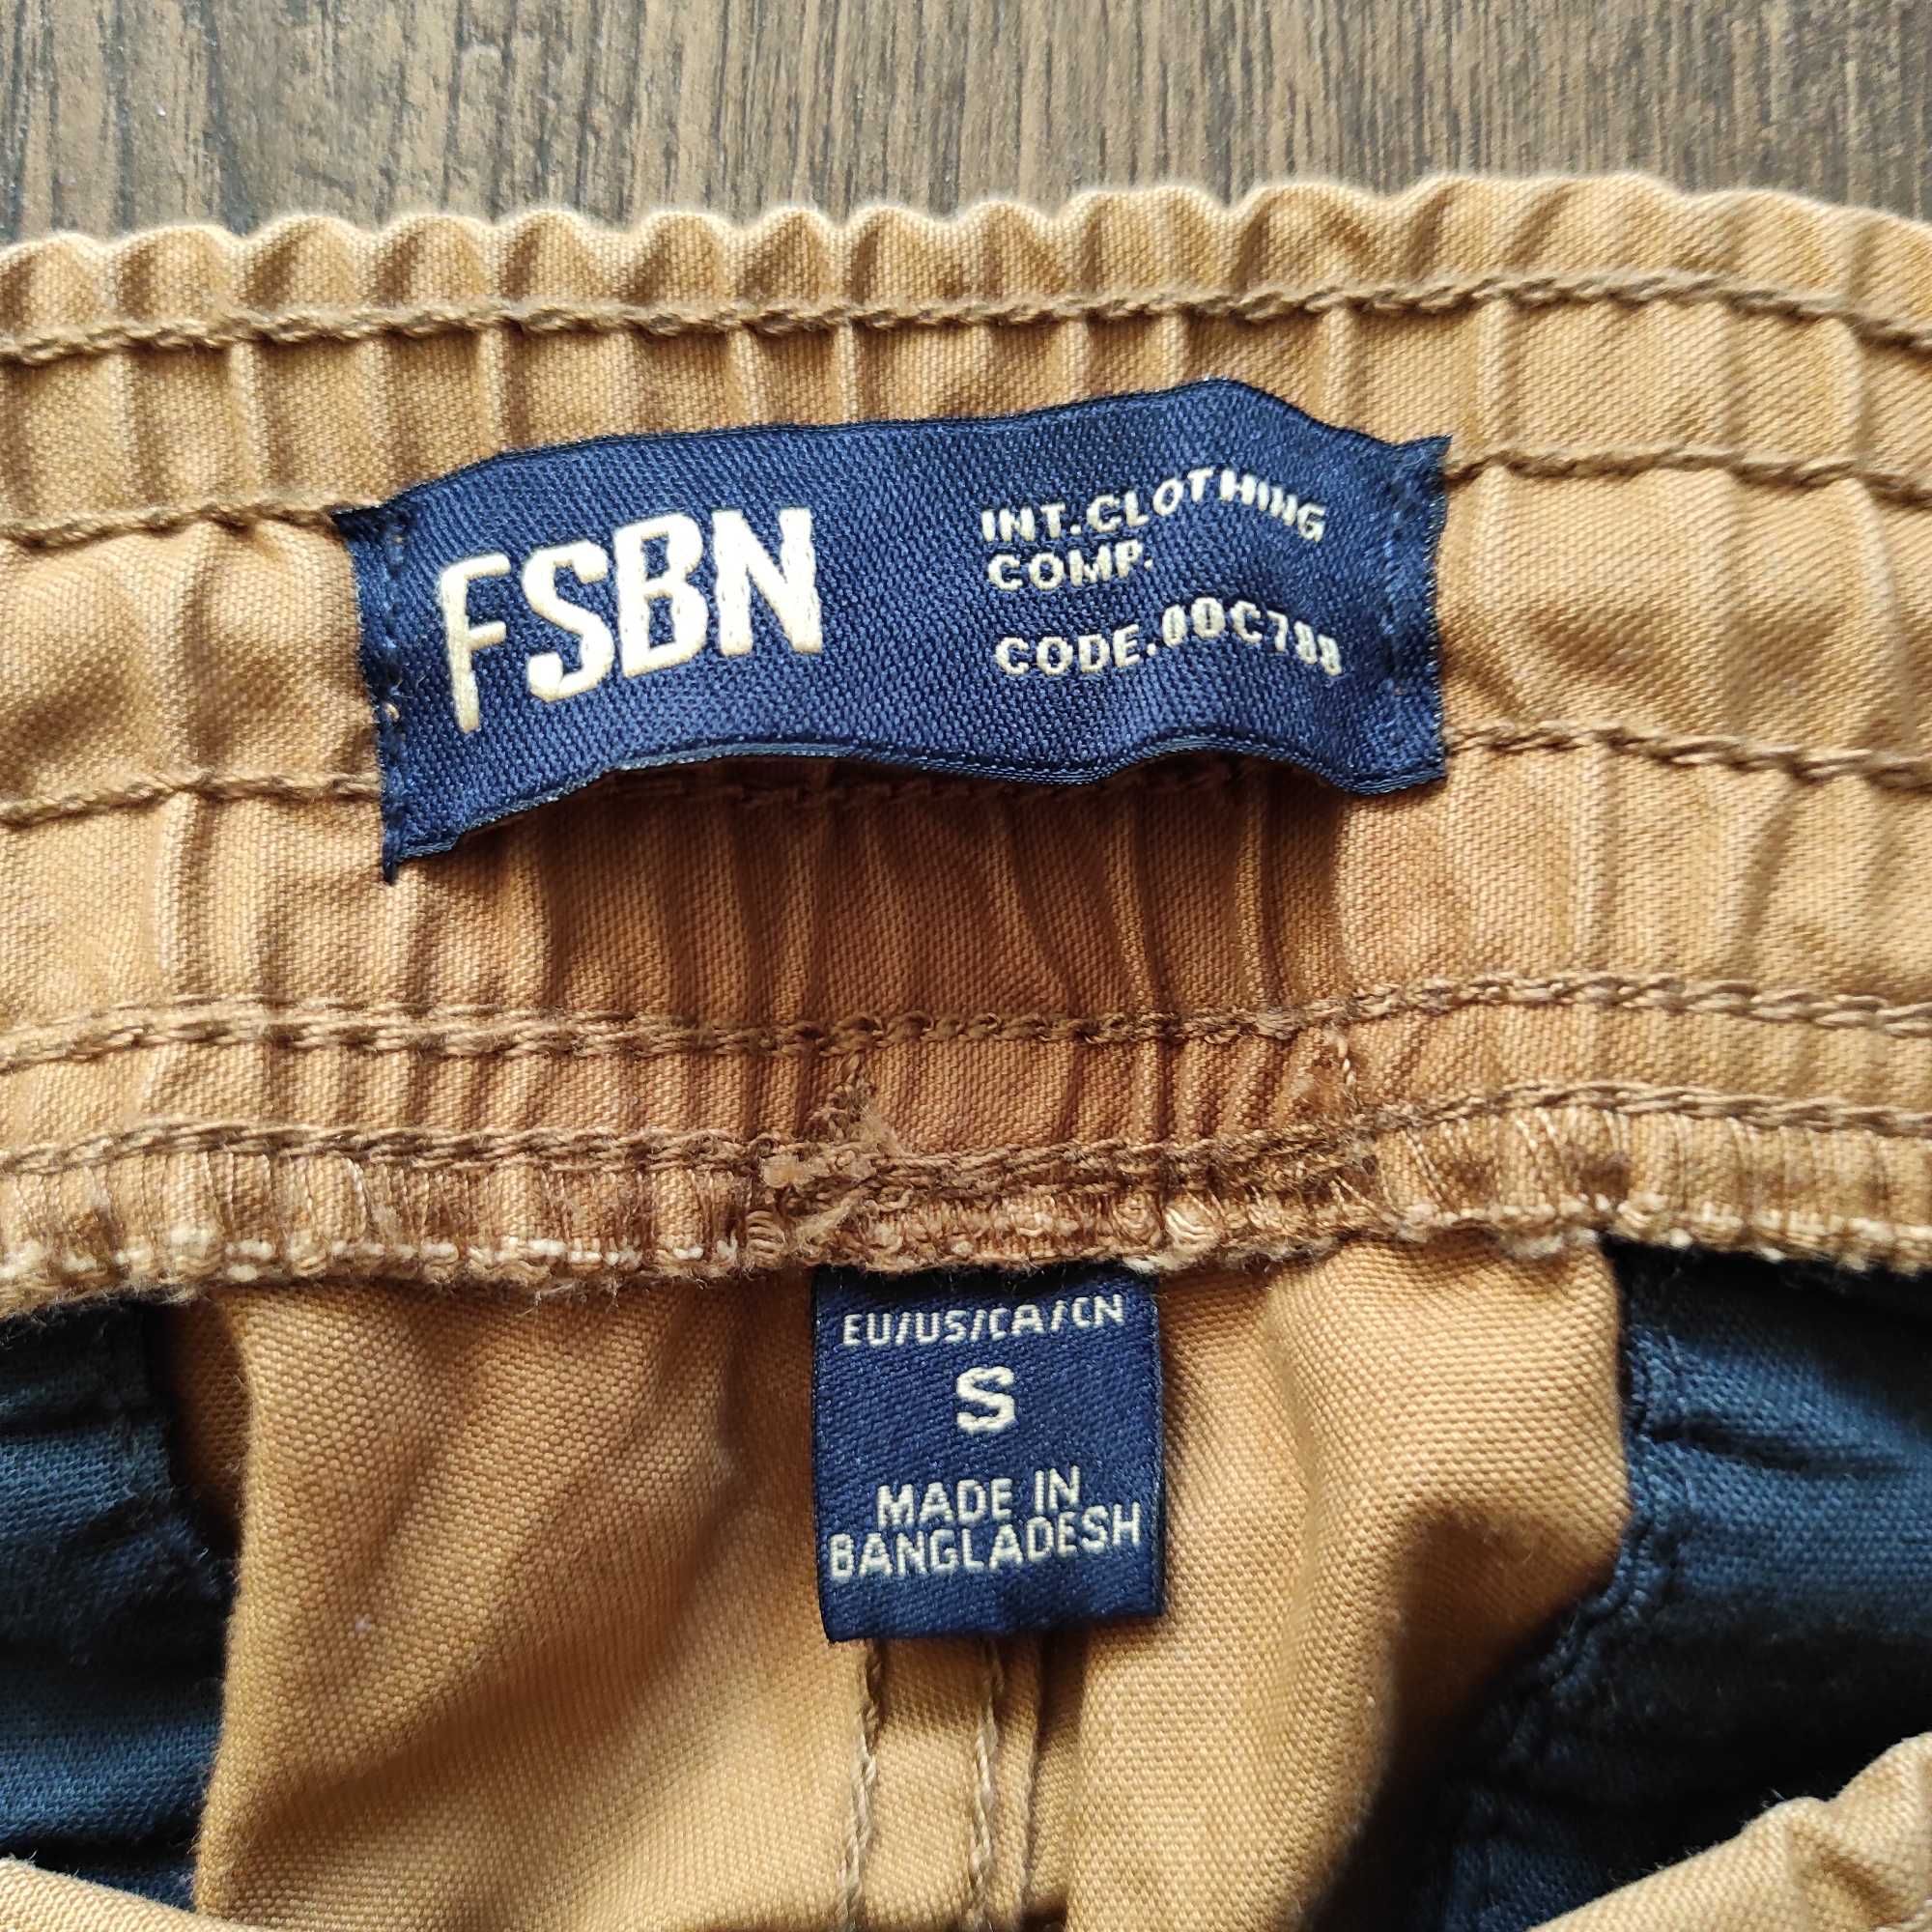 FSBN
INT.CLOTHING
COMP.
CODE.00C788
EU/US/CA/CN
S
MADE IN
BANGLADESH